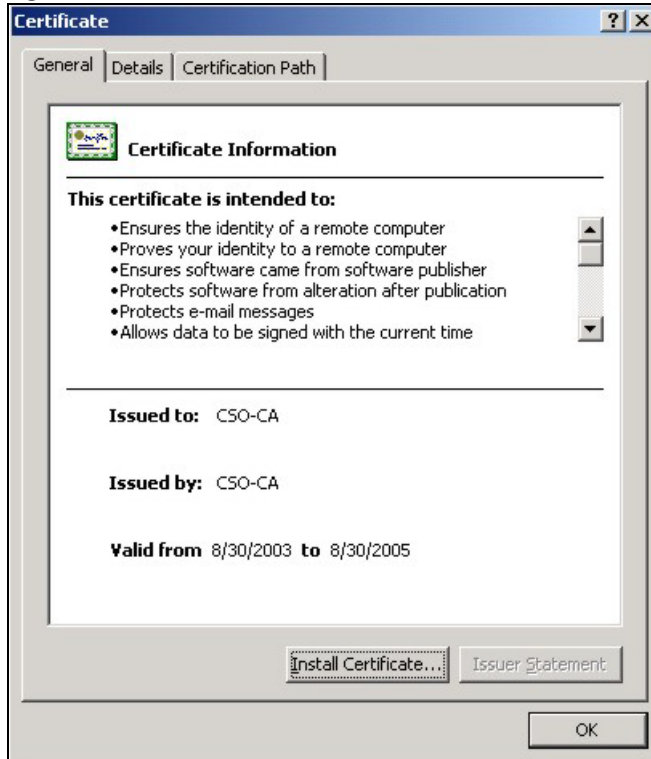 Certificate
General Details Certification Path
Certificate Information
This certificate is intended to:
•Ensures the identity of a remote computer
•Proves your identity to a remote computer
•Ensures software came from software publisher
•Protects software from alteration after publication
•Protects e-mail messages
•Allows data to be signed with the current time
Issued to: CSO-CA
Issued by: CSO-CA
Valid from 8/30/2003 to 8/30/2005
Install Certificate... Issuer Statement
OK